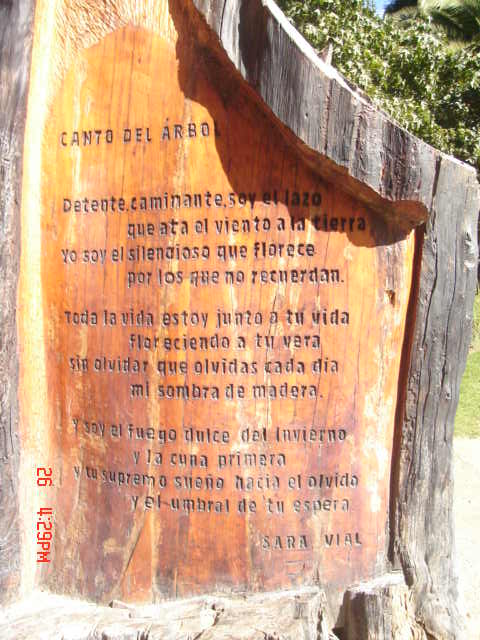 CANTO DEL ÁRBOL
Detente, caminante, soy el lazo
que ata el viento a la tierra
Yo soy el silencioso que florece
por los que no recuerdan.
Toda la vida estoy junto a tu vida
floreciendo a tu vera
sin olvidar que olvidas cada día
mi sombra de madera.
Y soy el fuego dulce del invierno
y la cuna primera
y tu supremo sueño hacia el olvido
y el umbral de tu espera
SARA VIAL
26 4:29PM